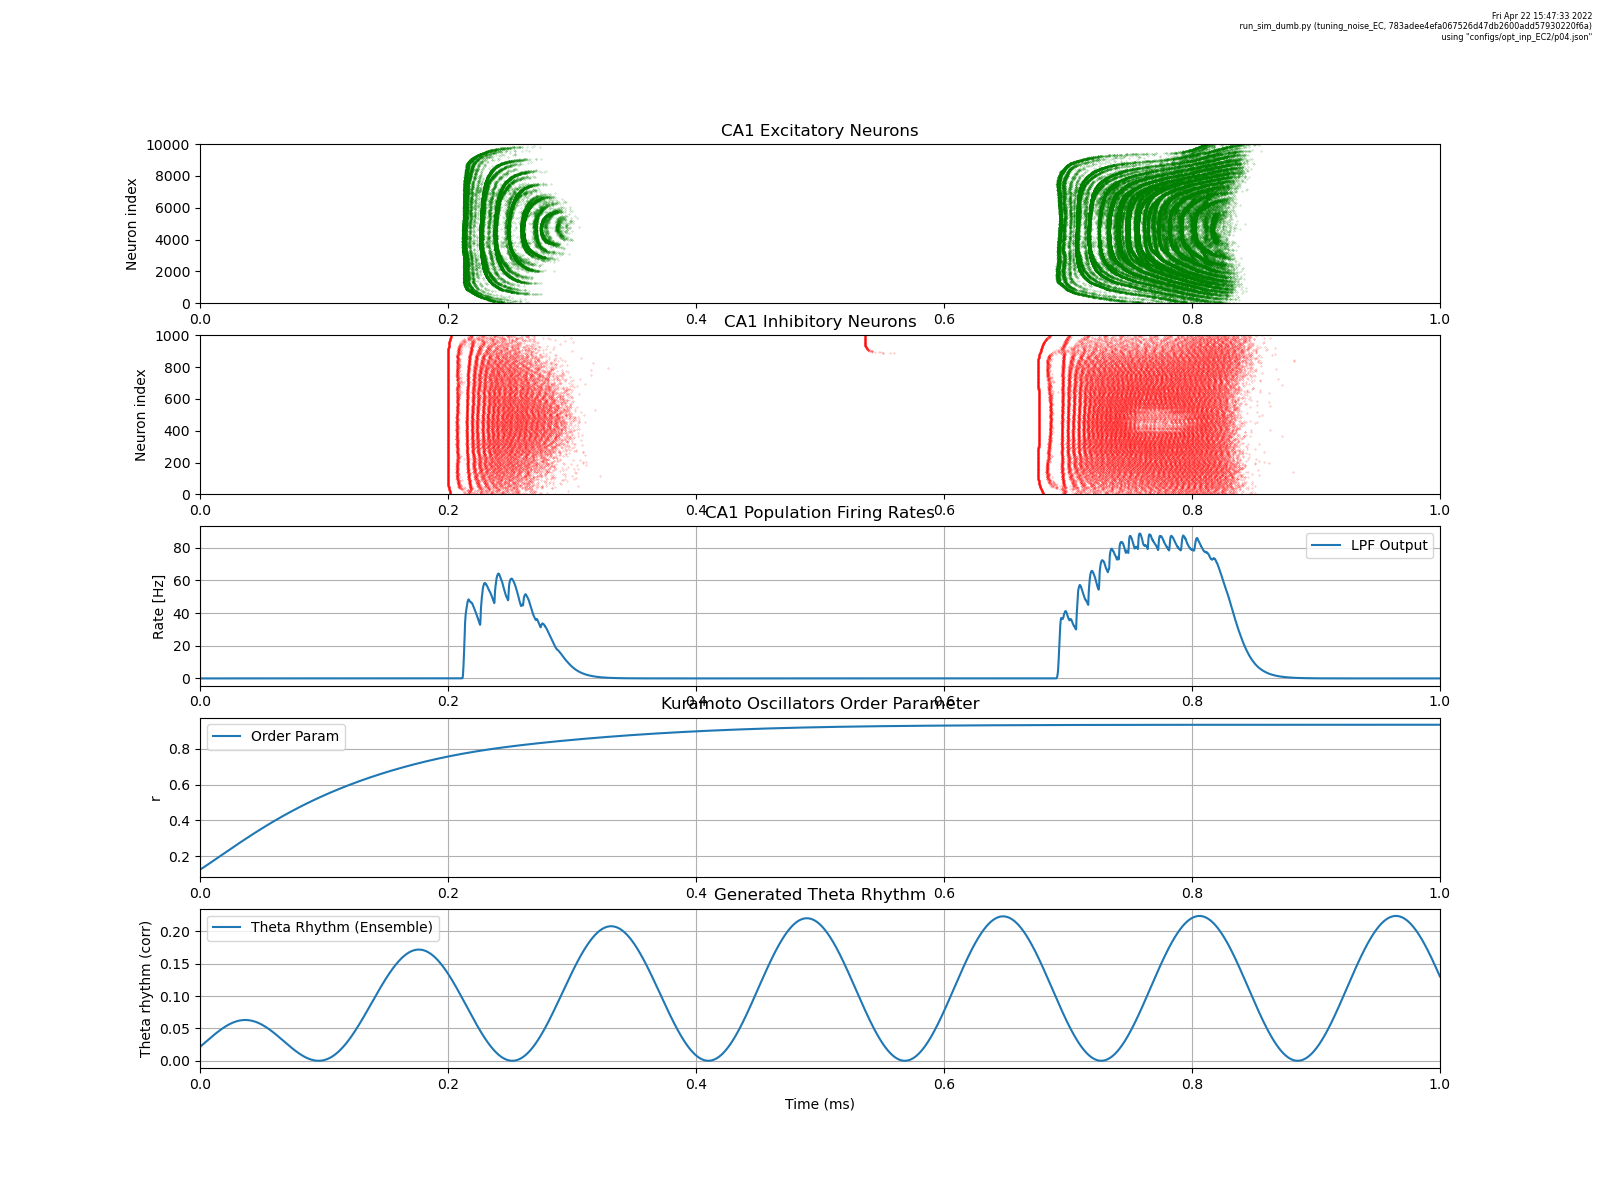 Fri Apr 22 15:47:33 2022
run_sim_dumb.py (tuning_noise_EC, 783adee4efa067526d47db2600add57930220f6a)
using "configs/opt_inp_EC2/p04.json"
CA1 Excitatory Neurons
Neuron index
10000
8000
6000
4000
2000
0
0.0 0.2 0.4 0.6 0.8 1.0
CA1 Inhibitory Neurons
Neuron index
1000
800
600
400
200
0
0.0 0.2 0.4 0.6 0.8 1.0
CA1 Population Firing Rates
Rate [Hz]
80
60
40
20
0
LPF Output
0.0 0.2 0.4 0.6 0.8 1.0
Kuramoto Oscillators Order Parameter
r
0.8
0.6
0.4
0.2
Order Param
0.0 0.2 0.4 0.6 0.8 1.0
Generated Theta Rhythm
Theta rhythm (corr)
0.20
0.15
0.10
0.05
0.00
Theta Rhythm (Ensemble)
0.0 0.2 0.4 0.6 0.8 1.0
Time (ms)